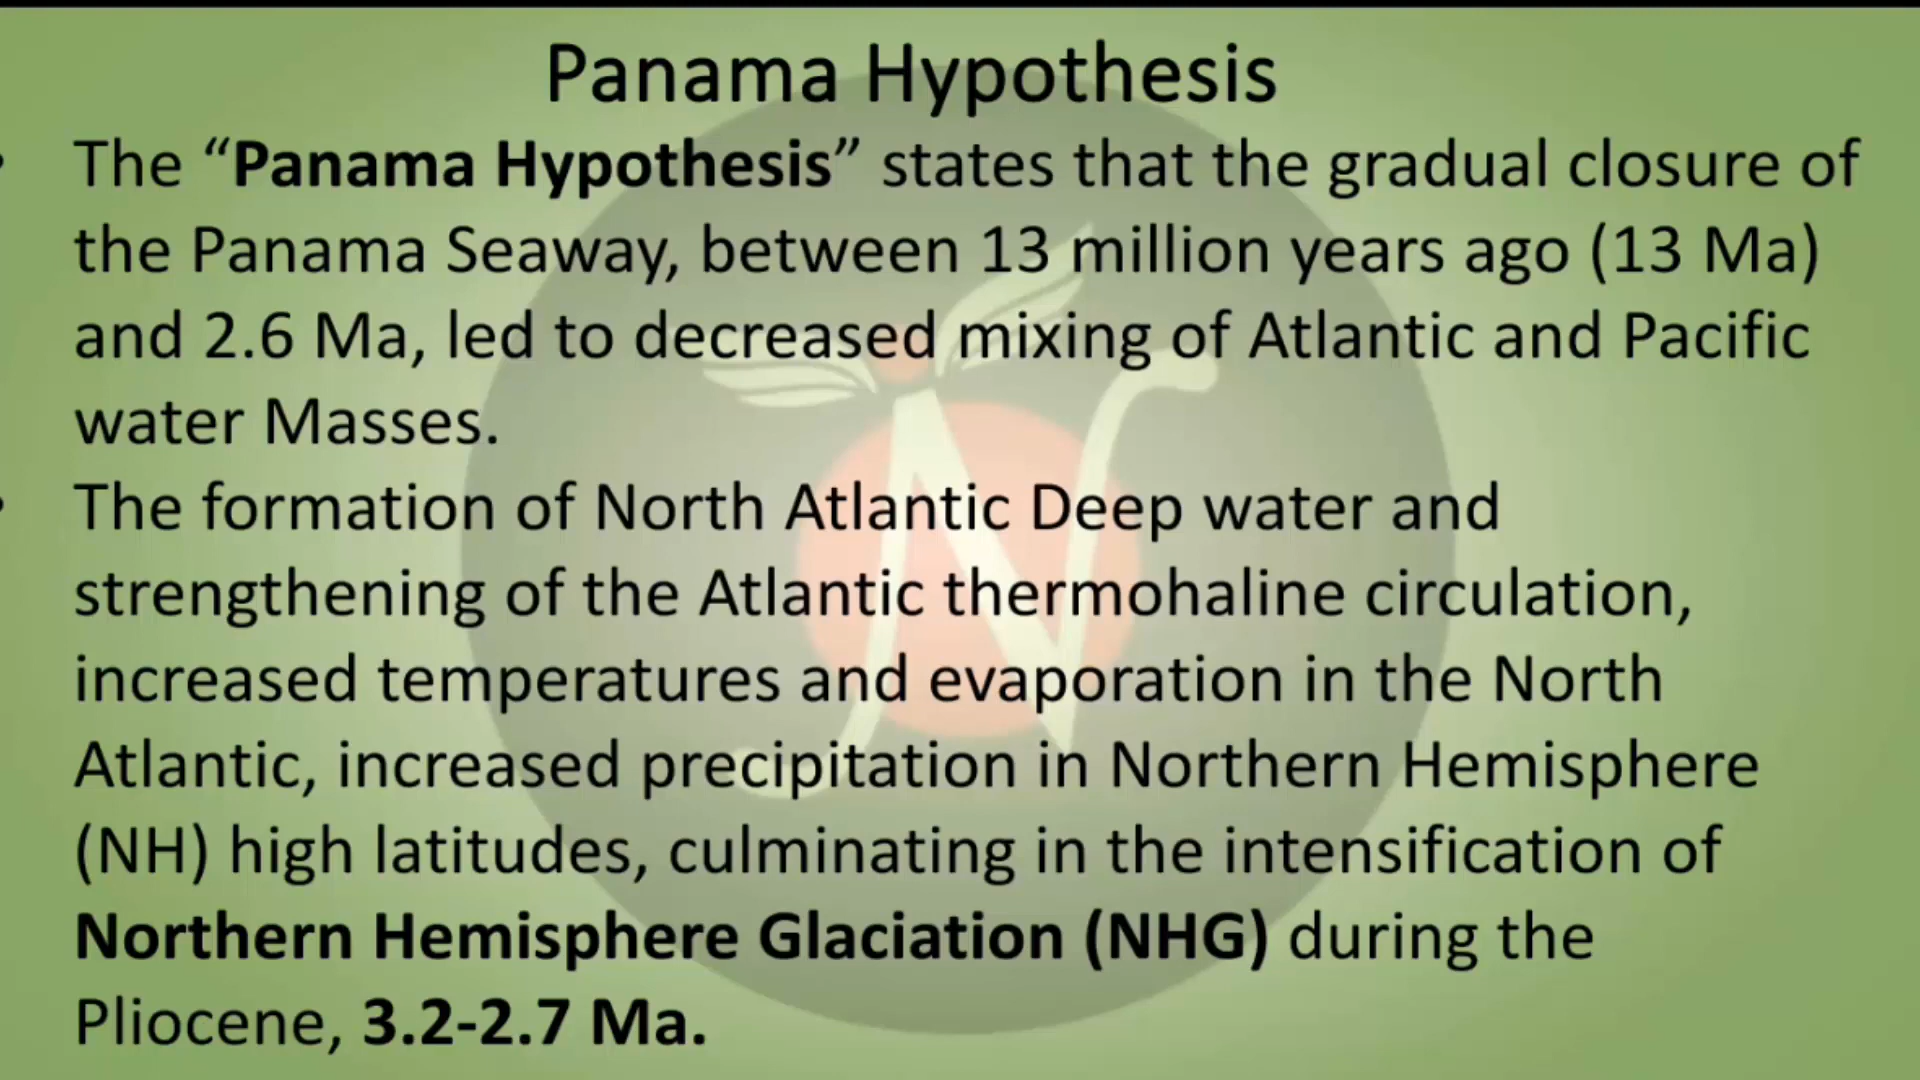 Panama Hypothesis
• The “Panama Hypothesis” states that the gradual closure of
the Panama Seaway, between 13 million years ago (13 Ma)
and 2.6 Ma, led to decreased mixing of Atlantic and Pacific
water Masses.
• The formation of North Atlantic Deep water and
strengthening of the Atlantic thermohaline circulation,
increased temperatures and evaporation in the North
Atlantic, increased precipitation in Northern Hemisphere
(NH) high latitudes, culminating in the intensification of
Northern Hemisphere Glaciation (NHG) during the
Pliocene, 3.2-2.7 Ma.